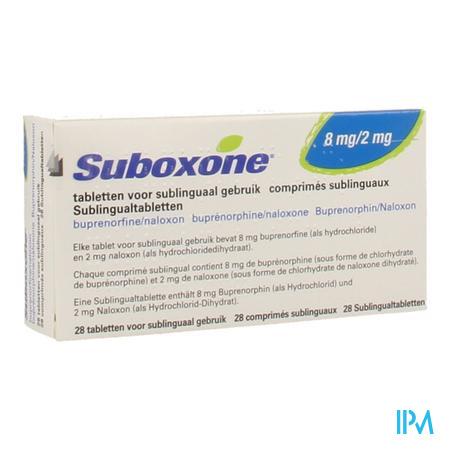 Suboxone®
8 mg/2 mg
tabletten voor sublinguaal gebruik comprimés sublinguaux
Sublingualtabletten
buprenorfine/naloxon buprénorphine/naloxone Buprenorphin/Naloxon
Elke tablet voor sublinguaal gebruik bevat 8 mg buprenorfine (als hydrochloride)
en 2 mg naloxon (als hydrochloridedihydraat).
Chaque comprimé sublingual contient 8 mg de buprénorphine (sous forme de chlorhydrate
de buprénorphine) et 2 mg de naloxone (sous forme de chlorhydrate de naloxone dihydraté).
Eine Sublingualtablette enthält 8 mg Buprenorphin (als Hydrochlorid) und
2 mg Naloxon (als Hydrochlorid-Dihydrat).
28 tabletten voor sublinguaal gebruik 28 comprimés sublinguaux 28 Sublingualtabletten
IPM